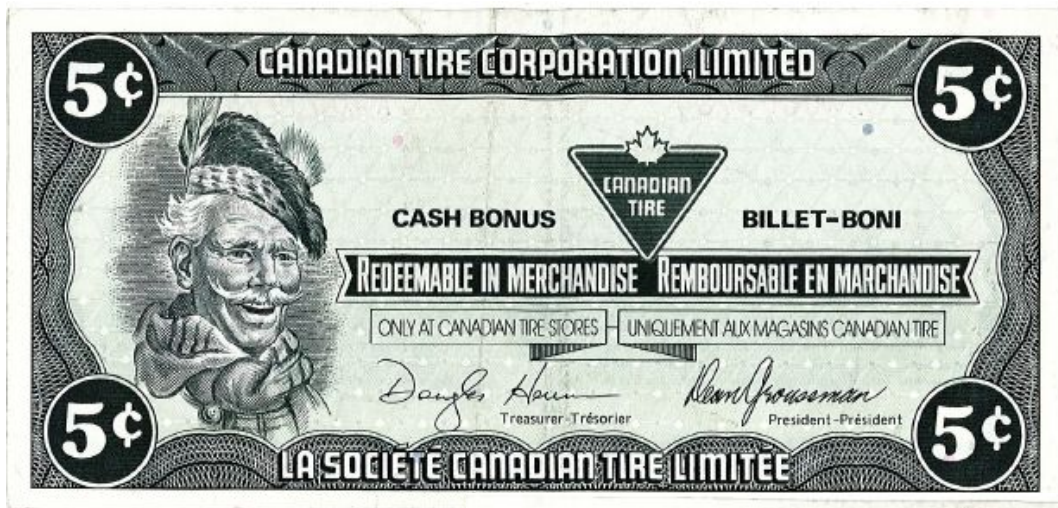 5¢ CANADIAN TIRE CORPORATION, LIMITED 5¢
CANADIAN
TIRE
CASH BONUS BILLET-BONI
REDEEMABLE IN MERCHANDISE REMBOURSABLE EN MARCHANDISE
ONLY AT CANADIAN TIRE STORES UNIQUEMENT AUX MAGASINS CANADIAN TIRE
Dean Groussman
Treasurer-Trésorier President-Président
5¢ LA SOCIÉTÉ CANADIAN TIRE LIMITÉE 5¢